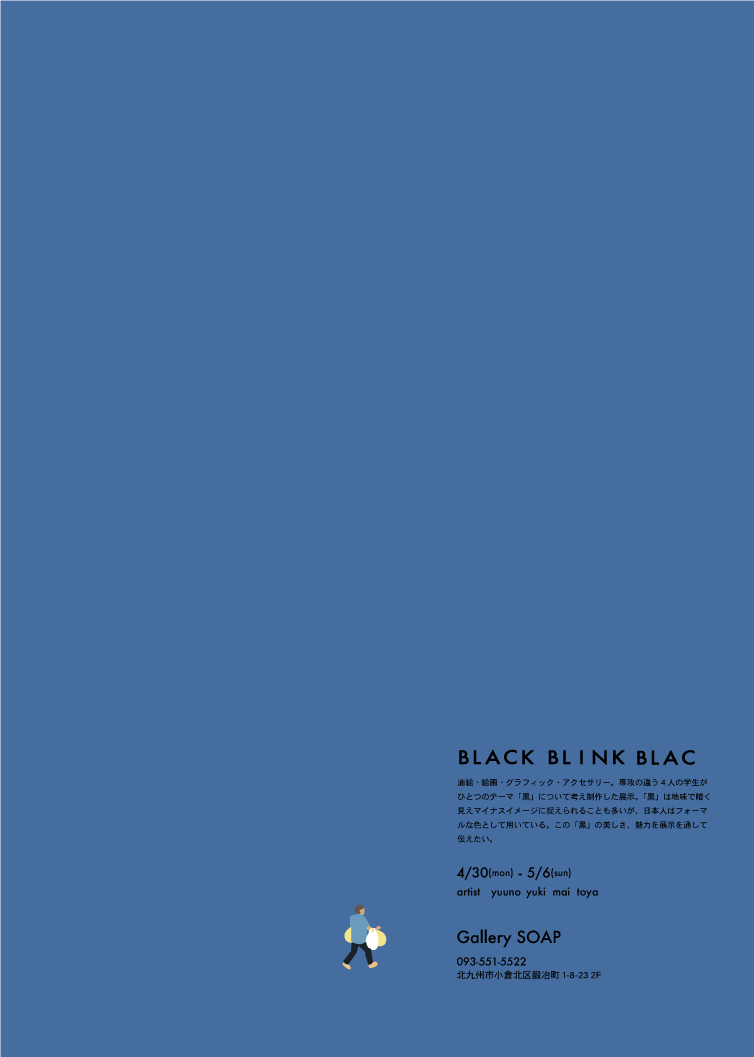 BLACK BLINK BLAC
油絵・絵画・グラフィック・アクセサリー。専攻の違う４人の学生が
ひとつのテーマ「黒」について考え制作した展示。「黒」は地味で暗く
見えマイナスイメージに捉えられることも多いが、日本人はフォーマ
ルな色として用いている。この「黒」の美しさ、魅力を展示を通して
伝えたい。
4/30(mon) - 5/6(sun)
artist yuuno yuki mai toya
Gallery SOAP
093-551-5522
北九州市小倉北区鍛冶町 1-8-23 2F